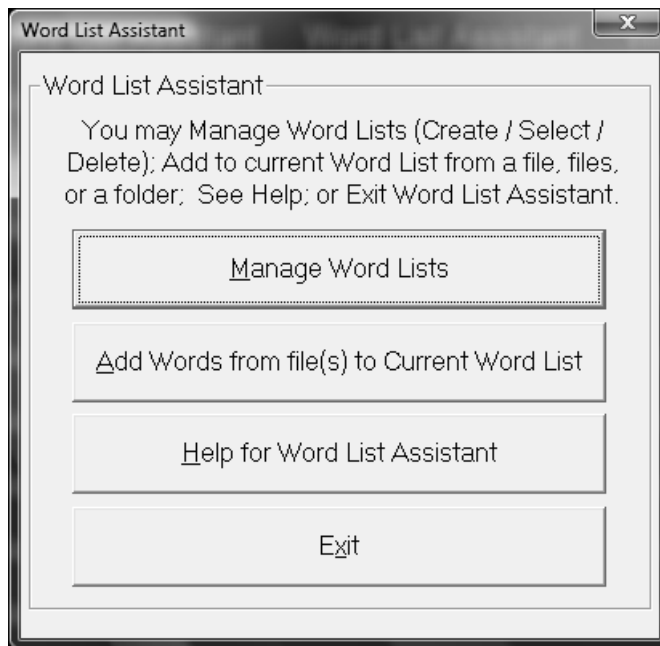 Word List Assistant
X
Word List Assistant
You may Manage Word Lists (Create / Select /
Delete); Add to current Word List from a file, files,
or a folder;  See Help; or Exit Word List Assistant.
Manage Word Lists
Add Words from file(s) to Current Word List
Help for Word List Assistant
Exit